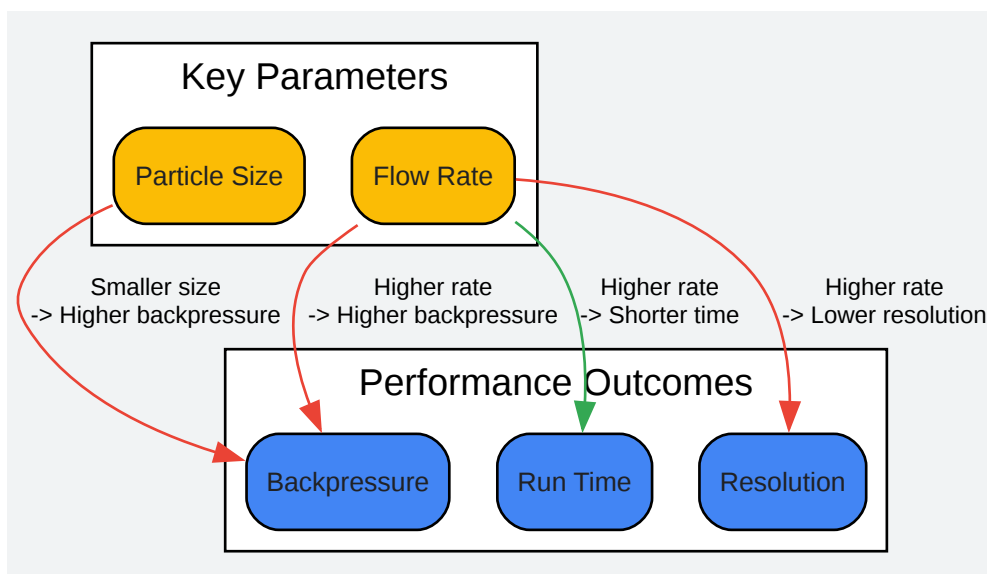 Key Parameters
Particle Size
Flow Rate
Smaller size
-> Higher backpressure
Higher rate
-> Higher backpressure
Higher rate
-> Shorter time
Higher rate
-> Lower resolution
Performance Outcomes
Backpressure
Run Time
Resolution